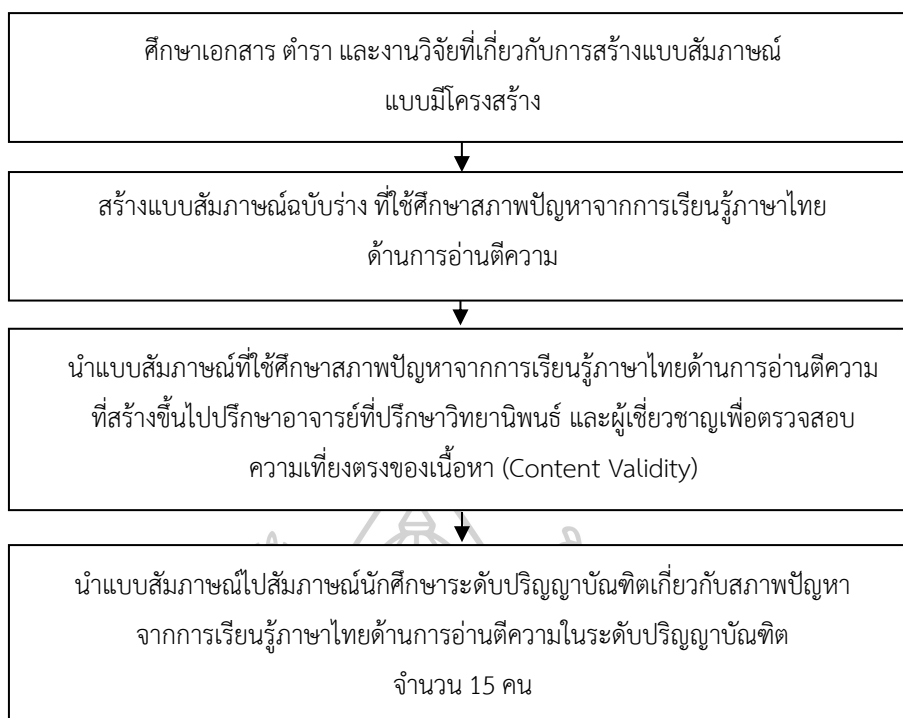 ศึกษาเอกสาร ตำรา และงานวิจัยที่เกี่ยวกับการสร้างแบบสัมภาษณ์
แบบมีโครงสร้าง
สร้างแบบสัมภาษณ์ฉบับร่าง ที่ใช้ศึกษาสภาพปัญหาจากการเรียนรู้ภาษาไทย
ด้านการอ่านตีความ
นำแบบสัมภาษณ์ที่ใช้ศึกษาสภาพปัญหาจากการเรียนรู้ภาษาไทยด้านการอ่านตีความ
ที่สร้างขึ้นไปปรึกษาอาจารย์ที่ปรึกษาวิทยานิพนธ์ และผู้เชี่ยวชาญเพื่อตรวจสอบ
ความเที่ยงตรงของเนื้อหา (Content Validity)
นำแบบสัมภาษณ์ไปสัมภาษณ์นักศึกษาระดับปริญญาบัณฑิตเกี่ยวกับสภาพปัญหา
จากการเรียนรู้ภาษาไทยด้านการอ่านตีความในระดับปริญญาบัณฑิต
จำนวน 15 คน